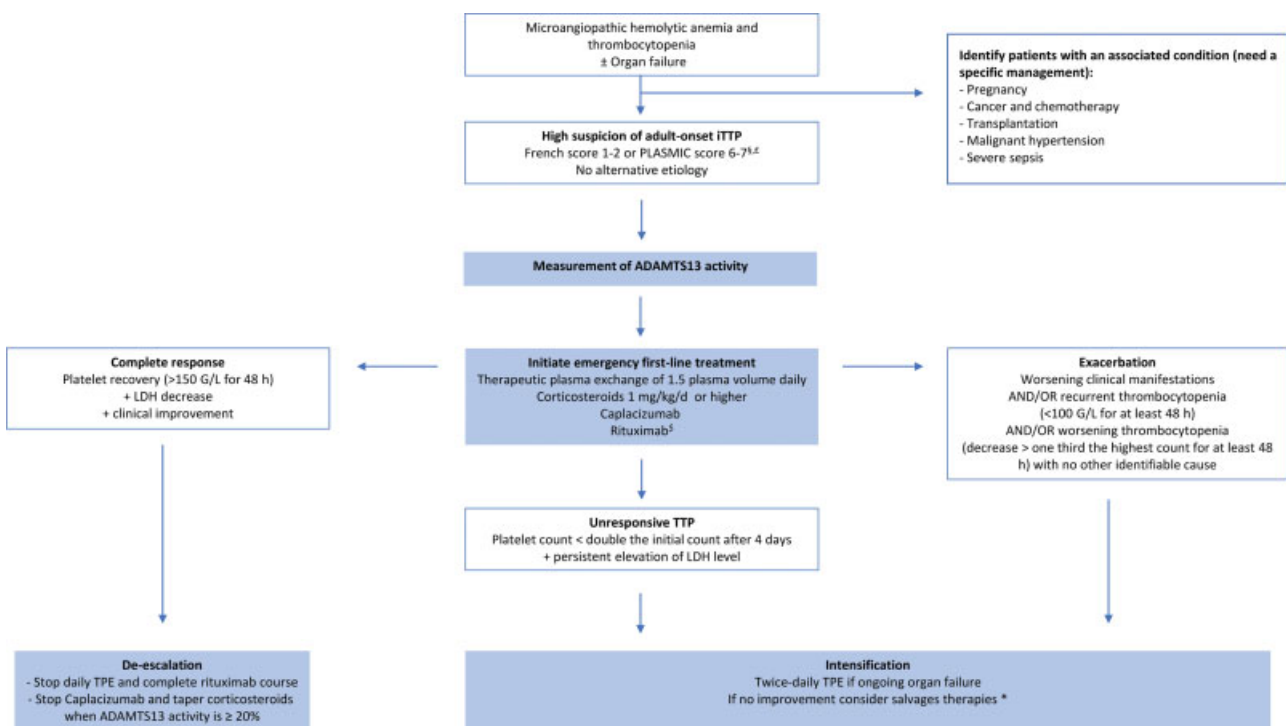 Microangiopathic hemolytic anemia and
thrombocytopenia
± Organ failure
Identify patients with an associated condition (need a
specific management):
- Pregnancy
- Cancer and chemotherapy
- Transplantation
- Malignant hypertension
- Severe sepsis
High suspicion of adult-onset iTTP
French score 1-2 or PLASMIC score 6-7§,£
No alternative etiology
Measurement of ADAMTS13 activity
Complete response
Platelet recovery (>150 G/L for 48 h)
+ LDH decrease
+ clinical improvement
Initiate emergency first-line treatment
Therapeutic plasma exchange of 1.5 plasma volume daily
Corticosteroids 1 mg/kg/d or higher
Caplacizumab
Rituximab$
Exacerbation
Worsening clinical manifestations
AND/OR recurrent thrombocytopenia
(<100 G/L for at least 48 h)
AND/OR worsening thrombocytopenia
(decrease > one third the highest count for at least 48
h) with no other identifiable cause
Unresponsive TTP
Platelet count < double the initial count after 4 days
+ persistent elevation of LDH level
De-escalation
- Stop daily TPE and complete rituximab course
- Stop Caplacizumab and taper corticosteroids
when ADAMTS13 activity is ≥ 20%
Intensification
Twice-daily TPE if ongoing organ failure
If no improvement consider salvages therapies *